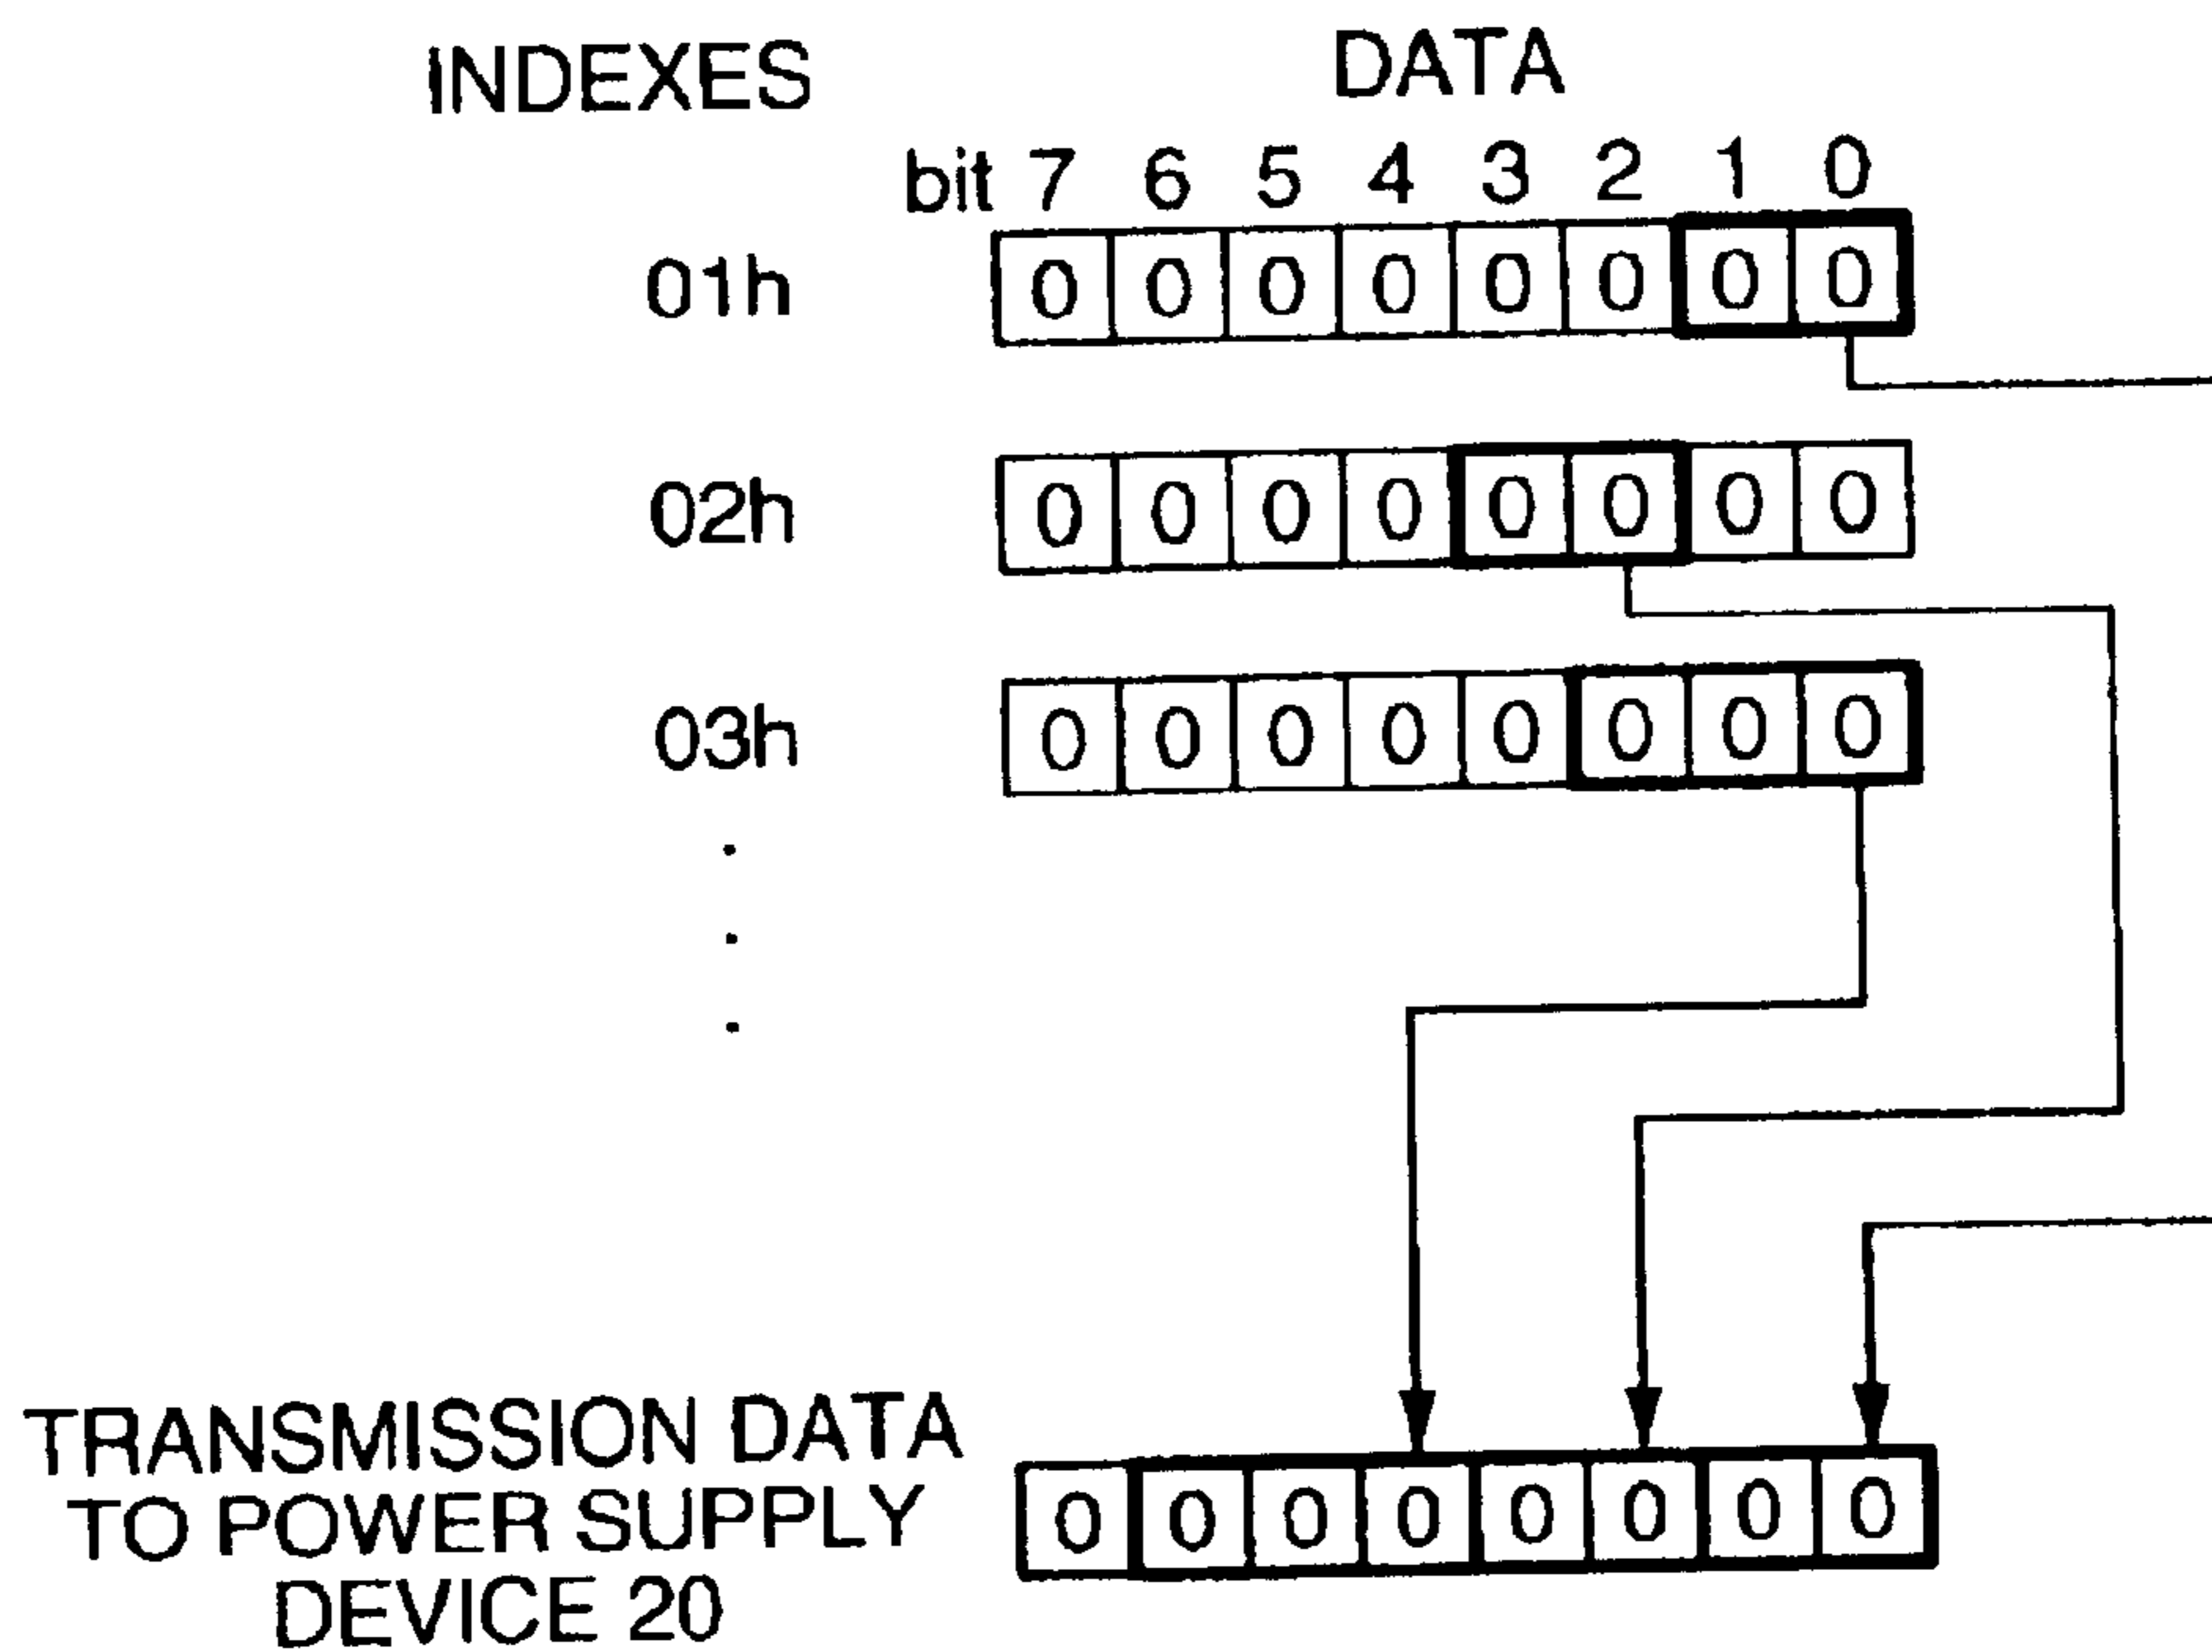 INDEXES DATA
bit 7 6 5 4 3 2 1 0
01h 0 0 0 0 0 0 0 0
02h 0 0 0 0 0 0 0 0
03h 0 0 0 0 0 0 0 0
.
.
.
TRANSMISSION DATA
TO POWER SUPPLY
DEVICE 20
0 0 0 0 0 0 0 0